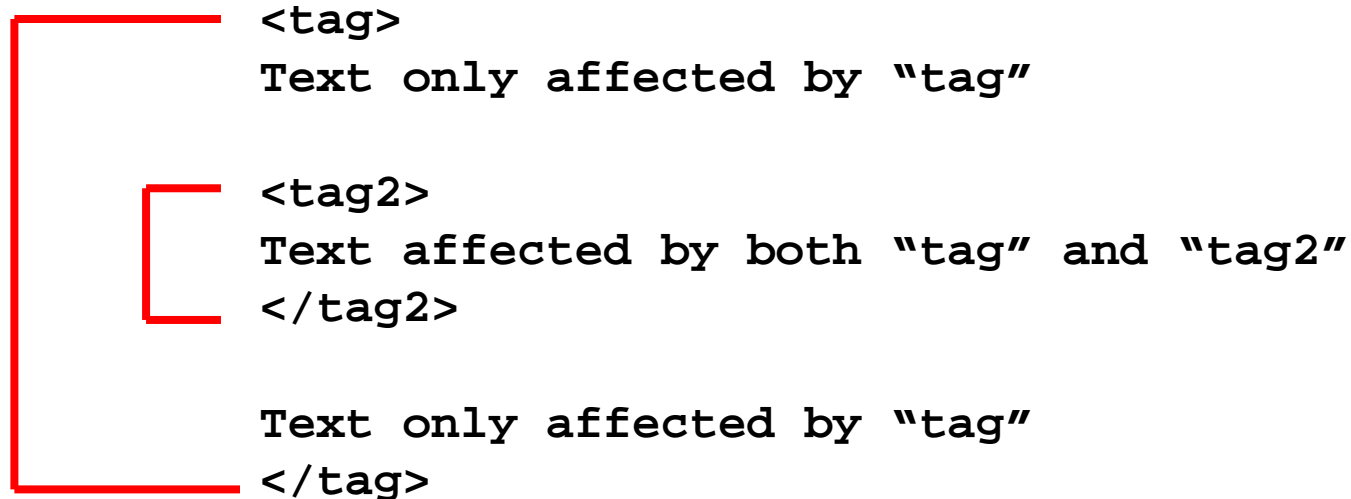 <tag>
Text only affected by “tag”
<tag2>
Text affected by both “tag” and “tag2”
</tag2>
Text only affected by “tag”
</tag>